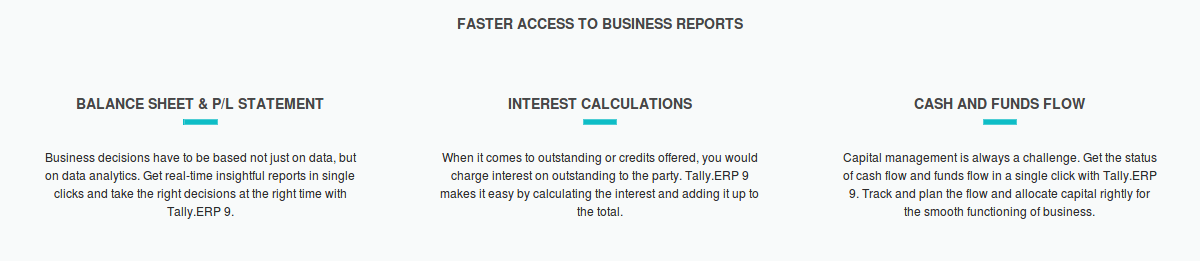 FASTER ACCESS TO BUSINESS REPORTS
BALANCE SHEET & P/L STATEMENT
Business decisions have to be based not just on data, but
on data analytics. Get real-time insightful reports in single
clicks and take the right decisions at the right time with
Tally.ERP 9.
INTEREST CALCULATIONS
When it comes to outstanding or credits offered, you would
charge interest on outstanding to the party. Tally.ERP 9
makes it easy by calculating the interest and adding it up to
the total.
CASH AND FUNDS FLOW
Capital management is always a challenge. Get the status
of cash flow and funds flow in a single click with Tally.ERP
9. Track and plan the flow and allocate capital rightly for
the smooth functioning of business.